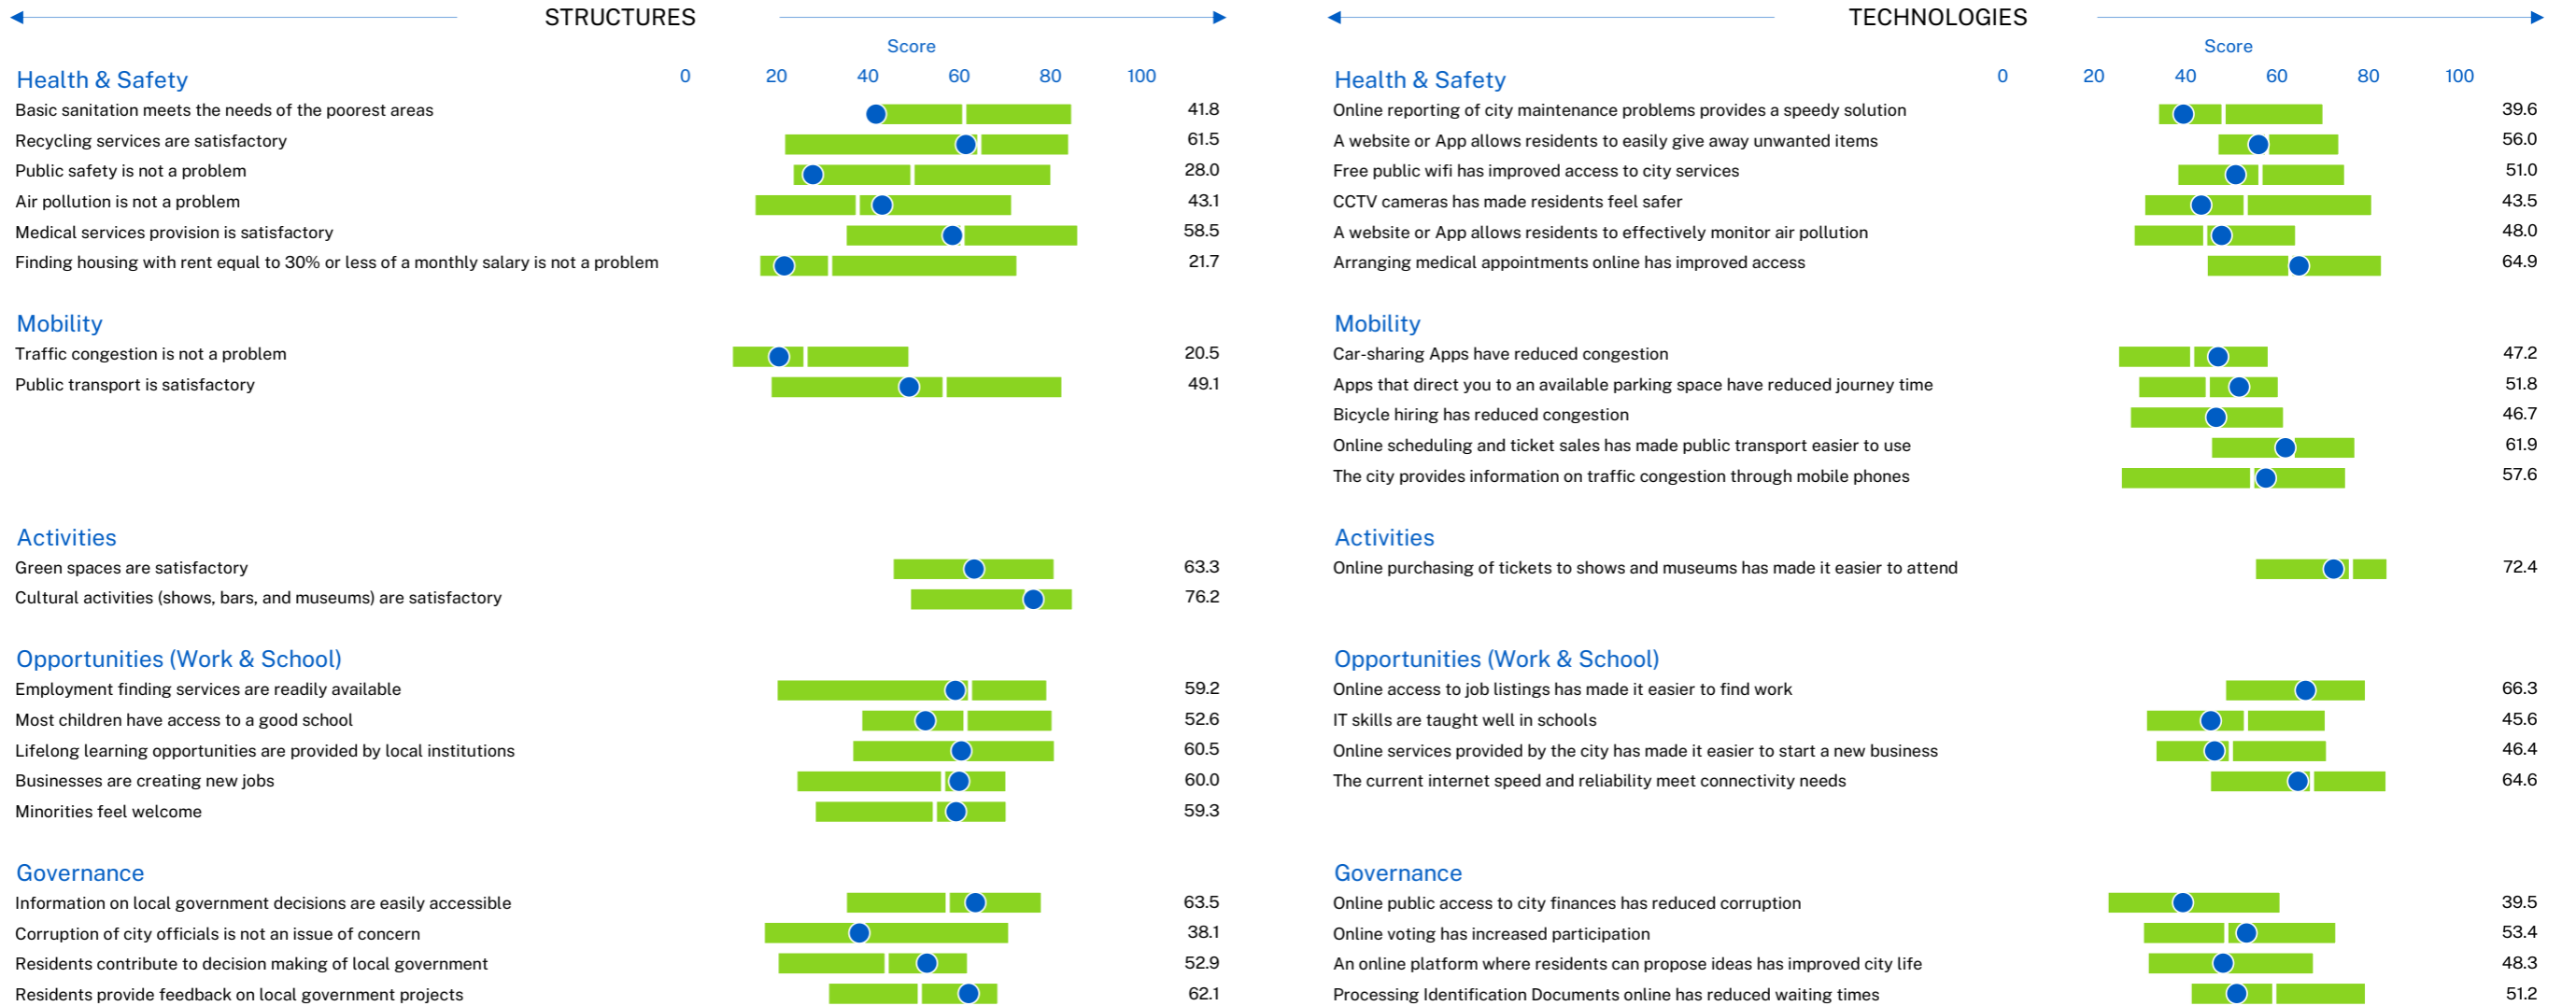 STRUCTURES
Score
Health & Safety 0 20 40 60 80 100
Basic sanitation meets the needs of the poorest areas 41.8
Recycling services are satisfactory 61.5
Public safety is not a problem 28.0
Air pollution is not a problem 43.1
Medical services provision is satisfactory 58.5
Finding housing with rent equal to 30% or less of a monthly salary is not a problem 21.7
Mobility
Traffic congestion is not a problem 20.5
Public transport is satisfactory 49.1
Activities
Green spaces are satisfactory 63.3
Cultural activities (shows, bars, and museums) are satisfactory 76.2
Opportunities (Work & School)
Employment finding services are readily available 59.2
Most children have access to a good school 52.6
Lifelong learning opportunities are provided by local institutions 60.5
Businesses are creating new jobs 60.0
Minorities feel welcome 59.3
Governance
Information on local government decisions are easily accessible 63.5
Corruption of city officials is not an issue of concern 38.1
Residents contribute to decision making of local government 52.9
Residents provide feedback on local government projects 62.1
TECHNOLOGIES
Score
Health & Safety 0 20 40 60 80 100
Online reporting of city maintenance problems provides a speedy solution 39.6
A website or App allows residents to easily give away unwanted items 56.0
Free public wifi has improved access to city services 51.0
CCTV cameras has made residents feel safer 43.5
A website or App allows residents to effectively monitor air pollution 48.0
Arranging medical appointments online has improved access 64.9
Mobility
Car-sharing Apps have reduced congestion 47.2
Apps that direct you to an available parking space have reduced journey time 51.8
Bicycle hiring has reduced congestion 46.7
Online scheduling and ticket sales has made public transport easier to use 61.9
The city provides information on traffic congestion through mobile phones 57.6
Activities
Online purchasing of tickets to shows and museums has made it easier to attend 72.4
Opportunities (Work & School)
Online access to job listings has made it easier to find work 66.3
IT skills are taught well in schools 45.6
Online services provided by the city has made it easier to start a new business 46.4
The current internet speed and reliability meet connectivity needs 64.6
Governance
Online public access to city finances has reduced corruption 39.5
Online voting has increased participation 53.4
An online platform where residents can propose ideas has improved city life 48.3
Processing Identification Documents online has reduced waiting times 51.2